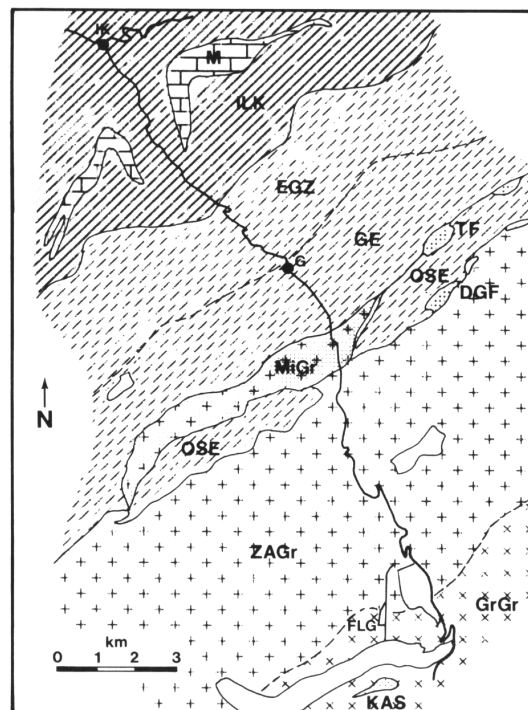 IK
M
ILK
EGZ
GE
TF
G
OSE
DGF
MiGr
N
OSE
ZAGr
GrGr
FLG
km
0 1 2 3
KAS